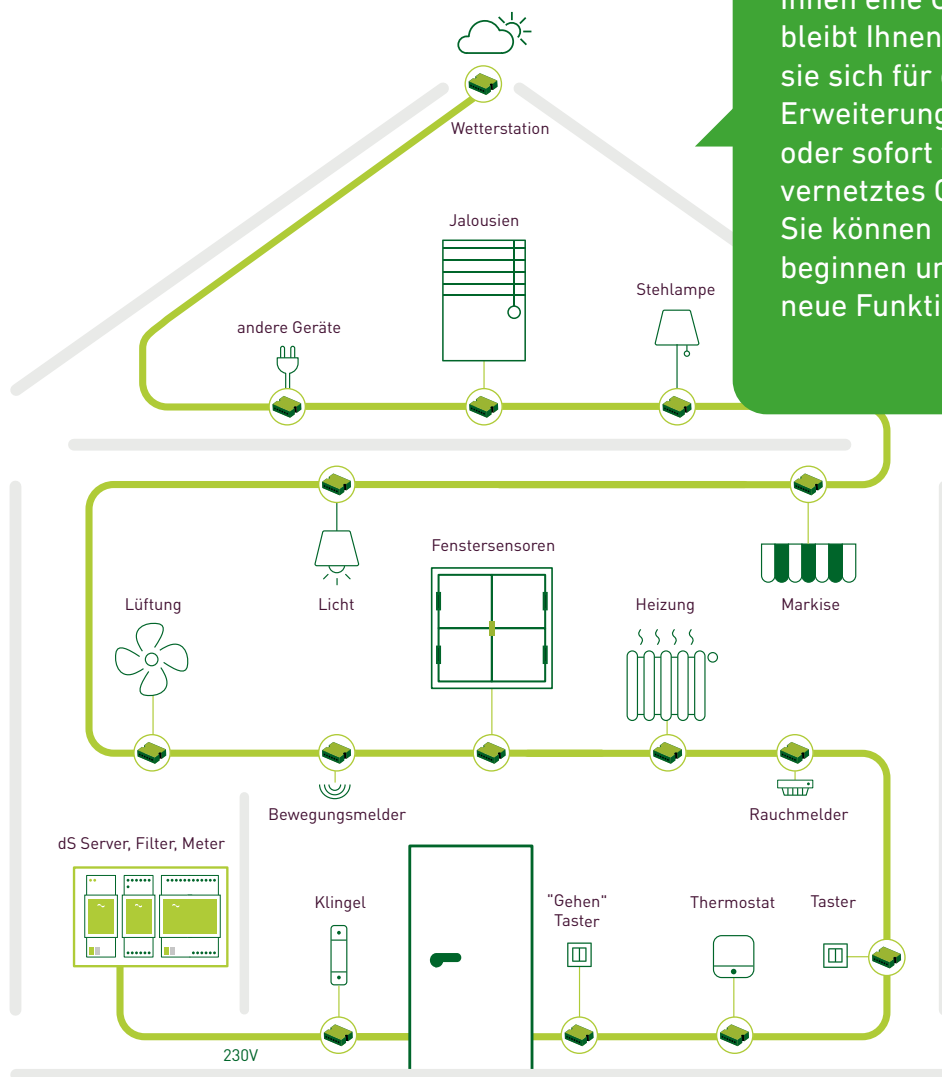 Ihnen eine
bleibt Ihnen
sie sich für
Erweiterung
oder sofort
vernetztes
Sie können
beginnen
neue
Wetterstation
Jalousien
Stehlampe
andere Geräte
Fenstersensoren
Lüftung
Licht
Heizung
Markise
Bewegungsmelder
Rauchmelder
dS Server, Filter, Meter
Klingel
"Gehen"
Taster
Thermostat
Taster
230V